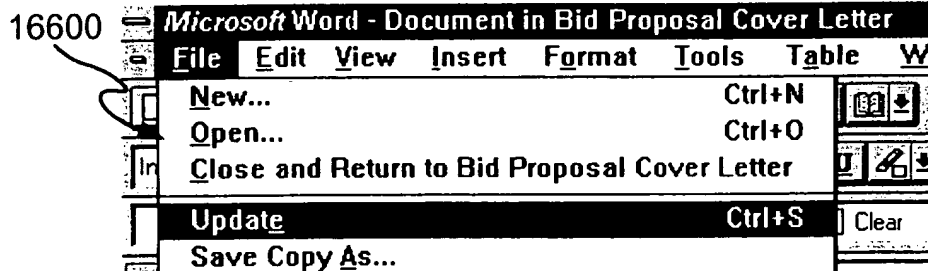 16600
Microsoft Word - Document in Bid Proposal Cover Letter
File Edit View Insert Format Tools Table W
New... Ctrl+N
Open... Ctrl+O
In Close and Return to Bid Proposal Cover Letter U
Update Ctrl+S Clear
Save Copy As...